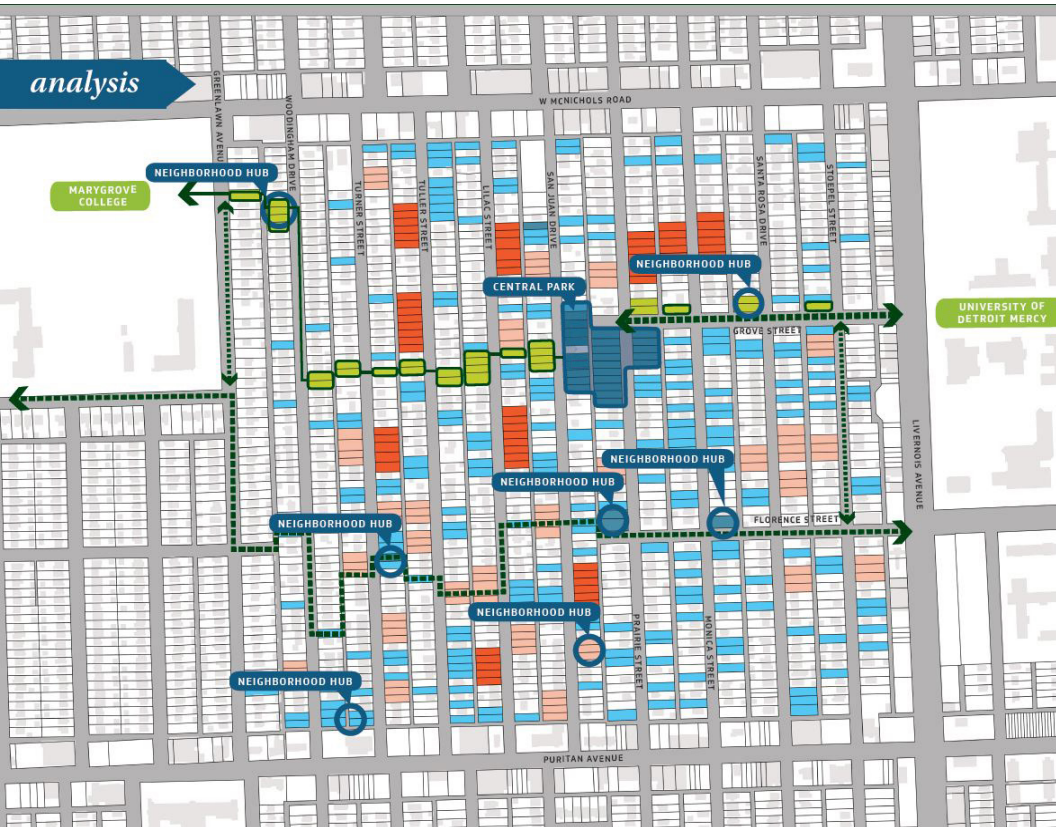 analysis
W MCNICHOLS ROAD
GREENLAWN AVENUE
WOODINGHAM DRIVE
NEIGHBORHOOD HUB
MARYGROVE
COLLEGE
TURNER STREET
TULLER STREET
LILAC STREET
SAN JUAN DRIVE
SANTA ROSA DRIVE
STOEPEL STREET
NEIGHBORHOOD HUB
CENTRAL PARK
UNIVERSITY OF
DETROIT MERCY
GROVE STREET
LIVERNOIS AVENUE
NEIGHBORHOOD HUB
NEIGHBORHOOD HUB
FLORENCE STREET
NEIGHBORHOOD HUB
NEIGHBORHOOD HUB
PRAIRIE STREET
MONICA STREET
NEIGHBORHOOD HUB
PURITAN AVENUE